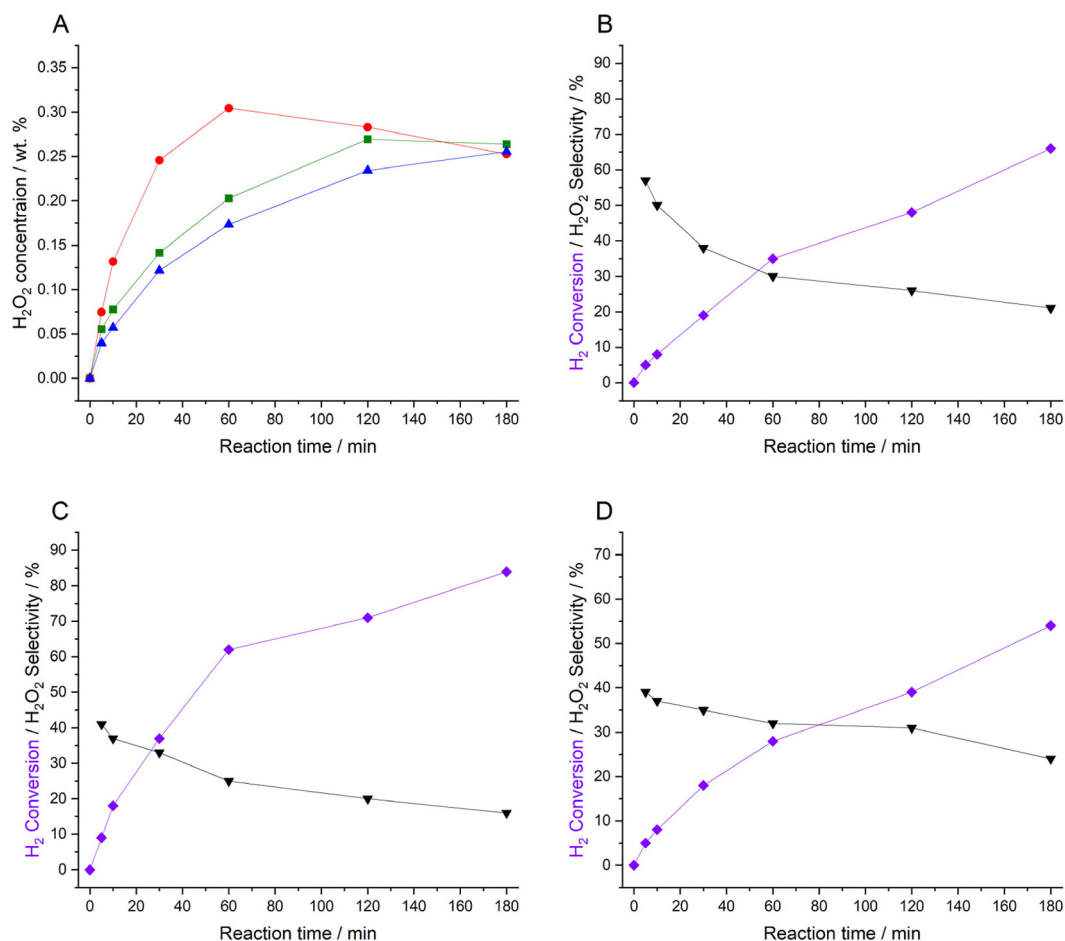 A
H₂O₂ concentraion / wt. %
0.35
0.30
0.25
0.20
0.15
0.10
0.05
0.00
0 20 40 60 80 100 120 140 160 180
Reaction time / min
B
H₂ Conversion / H₂O₂ Selectivity / %
90
80
70
60
50
40
30
20
10
0
0 20 40 60 80 100 120 140 160 180
Reaction time / min
C
H₂ Conversion / H₂O₂ Selectivity / %
90
80
70
60
50
40
30
20
10
0
0 20 40 60 80 100 120 140 160 180
Reaction time / min
D
H₂ Conversion / H₂O₂ Selectivity / %
70
60
50
40
30
20
10
0
0 20 40 60 80 100 120 140 160 180
Reaction time / min